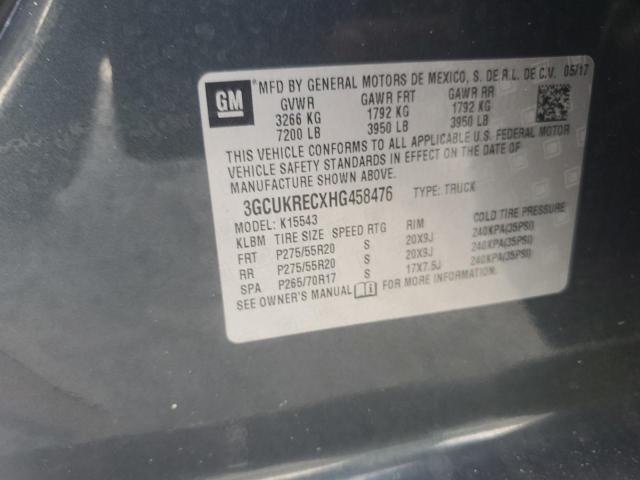 GM
MFD BY GENERAL MOTORS DE MEXICO, S. DE R.L. DE C.V. 05/17
GVWR GAWR FRT GAWR RR
3266 KG 1792 KG 1792 KG
7200 LB 3950 LB 3950 LB
THIS VEHICLE CONFORMS TO ALL APPLICABLE U.S. FEDERAL MOTOR
VEHICLE SAFETY STANDARDS IN EFFECT ON THE DATE OF
MANUFACTURE SHOWN ABOVE.
3GCUKRECXHG458476 TYPE: TRUCK
MODEL: K15543
KLBM TIRE SIZE SPEED RTG RIM COLD TIRE PRESSURE
FRT P275/55R20 S 20X9J 240KPA(35PSI)
RR P275/55R20 S 20X9J 240KPA(35PSI)
SPA P265/70R17 S 17X7.5J 240KPA(35PSI)
SEE OWNER'S MANUAL FOR MORE INFORMATION.